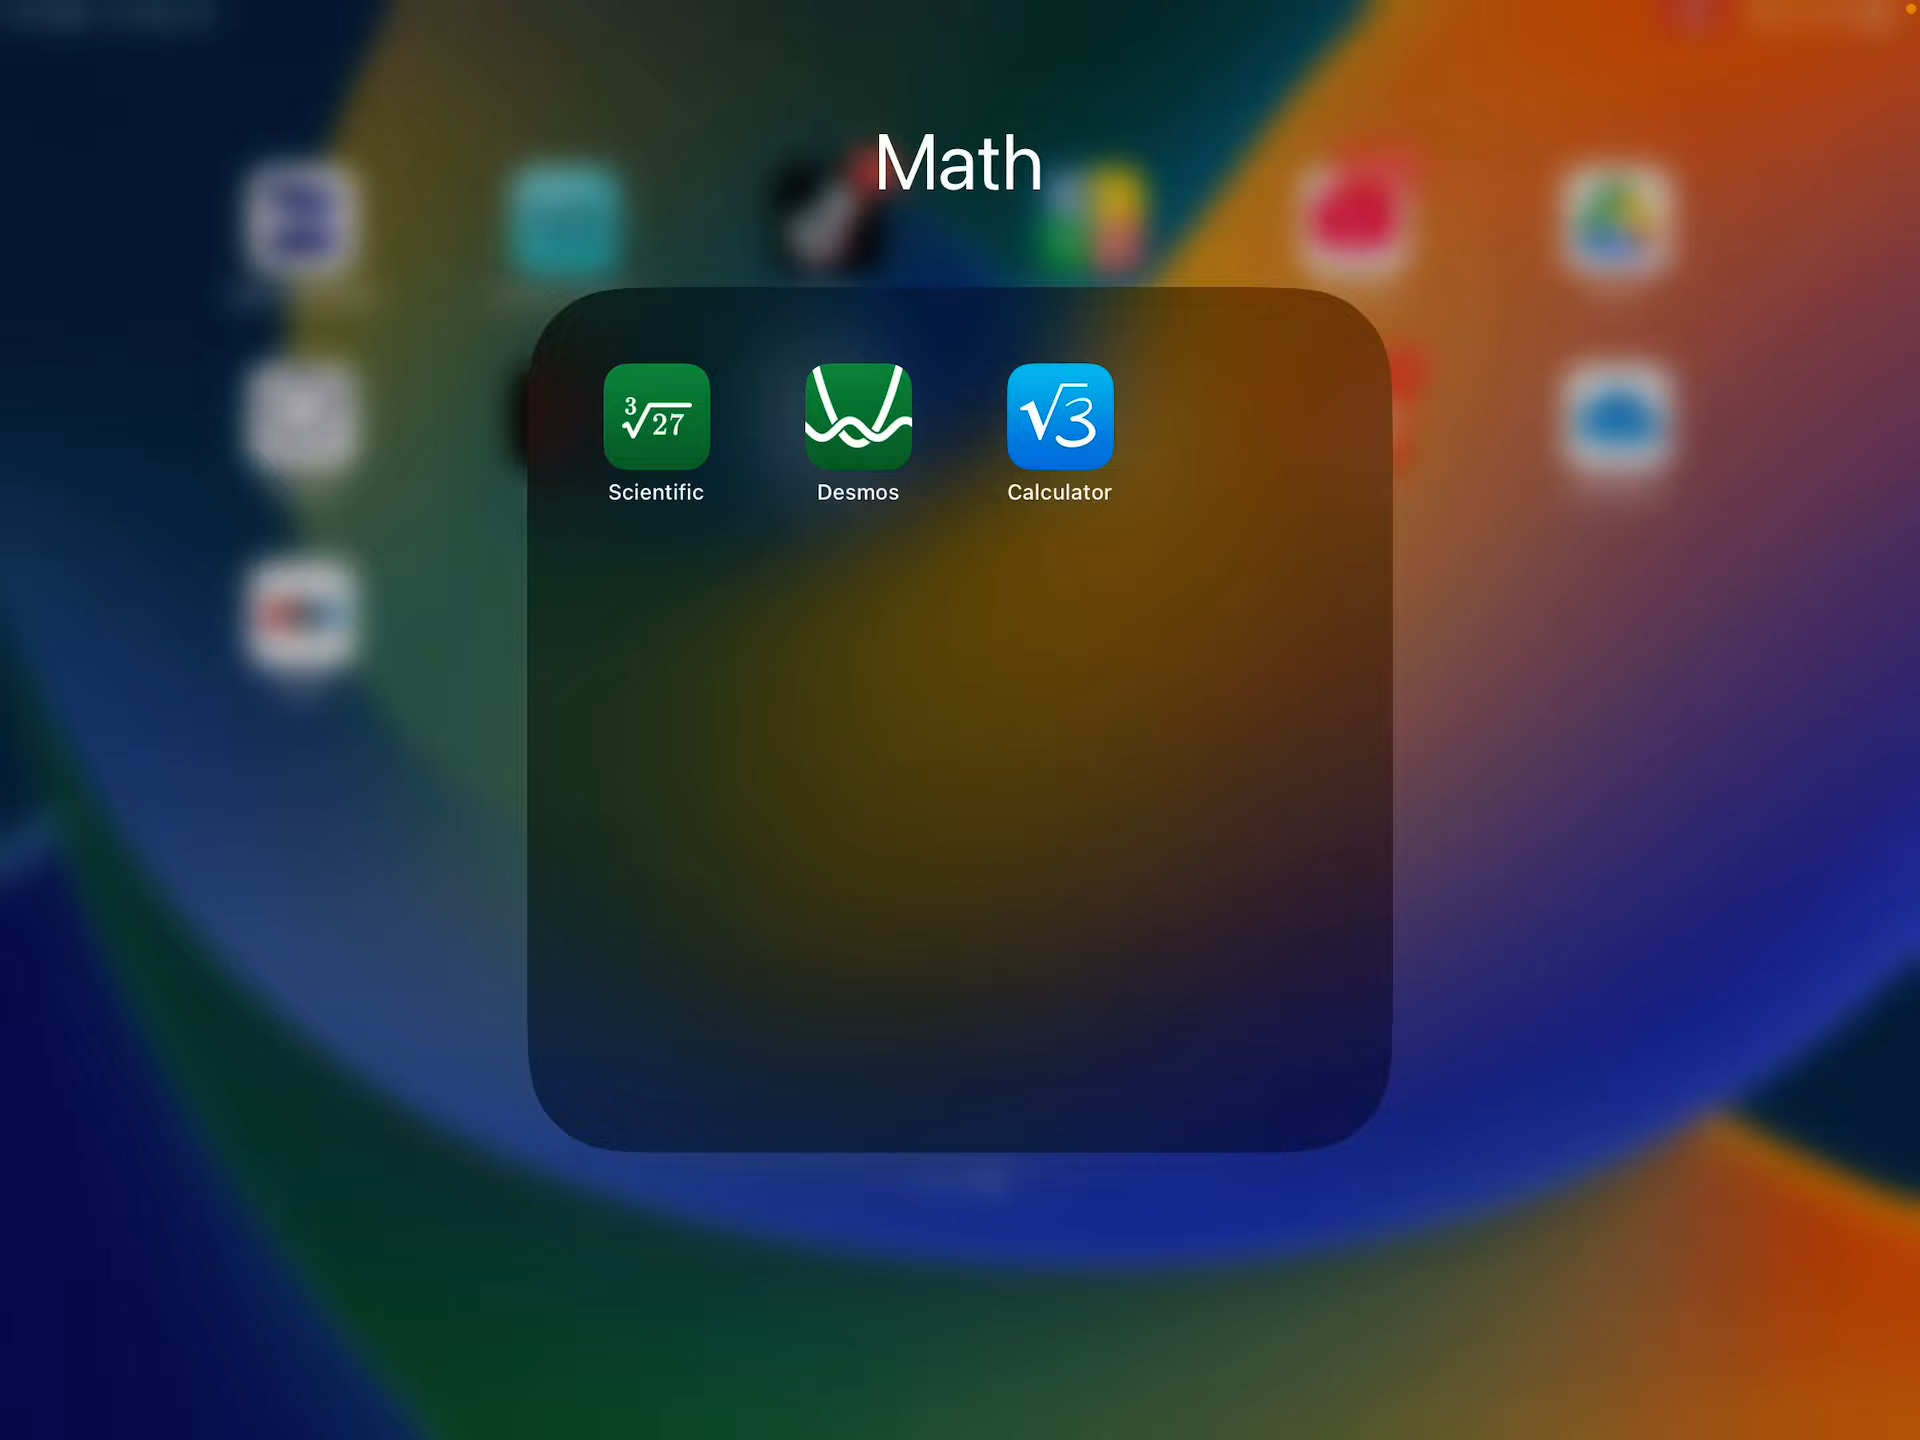 Math
3√27
√3
Scientific
Desmos
Calculator